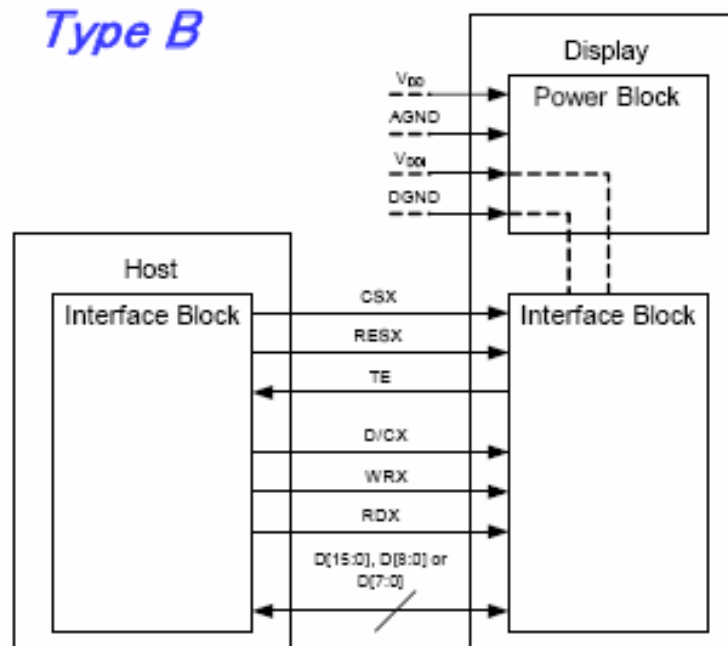 Type B
Display
Power Block
VDD
AGND
VDDI
DGND
Host
Interface Block
Interface Block
CSX
RESX
TE
D/CX
WRX
RDX
D[15:0], D[8:0] or
D[7:0]